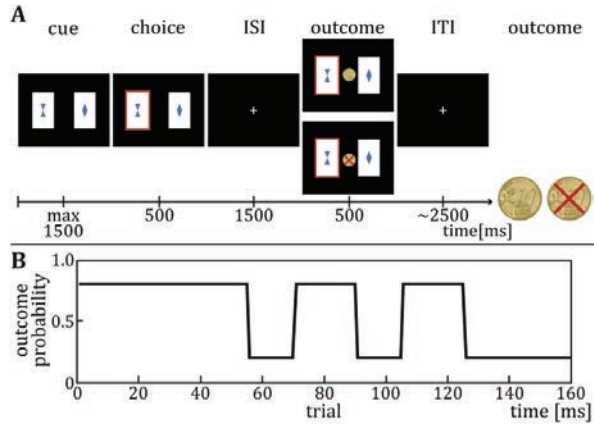 A
cue choice ISI outcome ITI outcome
max 1500 500 1500 500 ~2500
time[ms]
B
outcome probability
1.0
0.5
0
0 20 40 60 80 100 120 140 160
trial time [ms]